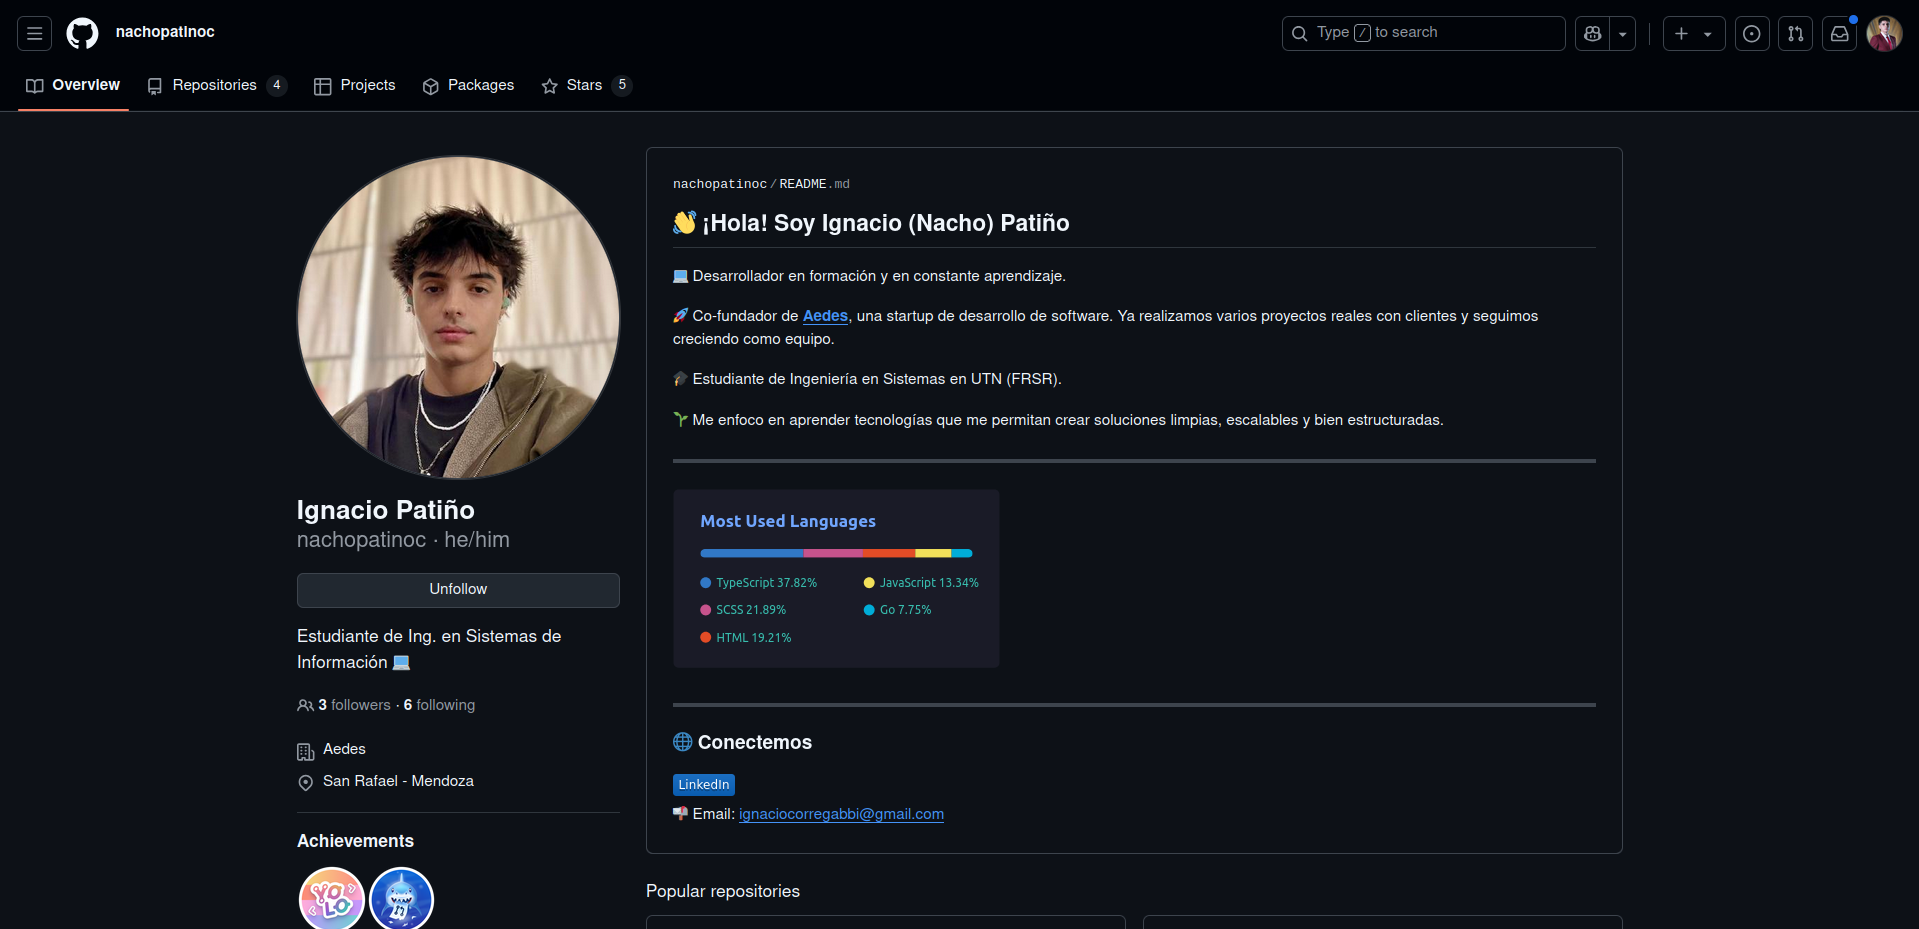 nachopatinoc
Type / to search
Overview
Repositories 4
Projects
Packages
Stars 5
Ignacio Patiño
nachopatinoc · he/him
Unfollow
Estudiante de Ing. en Sistemas de
Información
3 followers · 6 following
Aedes
San Rafael - Mendoza
Achievements
YOLO
nachopatinoc/README.md
¡Hola! Soy Ignacio (Nacho) Patiño
Desarrollador en formación y en constante aprendizaje.
Co-fundador de Aedes, una startup de desarrollo de software. Ya realizamos varios proyectos reales con clientes y seguimos
creciendo como equipo.
Estudiante de Ingeniería en Sistemas en UTN (FRSR).
Me enfoco en aprender tecnologías que me permitan crear soluciones limpias, escalables y bien estructuradas.
Most Used Languages
TypeScript 37.82%
SCSS 21.89%
HTML 19.21%
JavaScript 13.34%
Go 7.75%
Conectemos
LinkedIn
Email: ignaciocorregabbi@gmail.com
Popular repositories